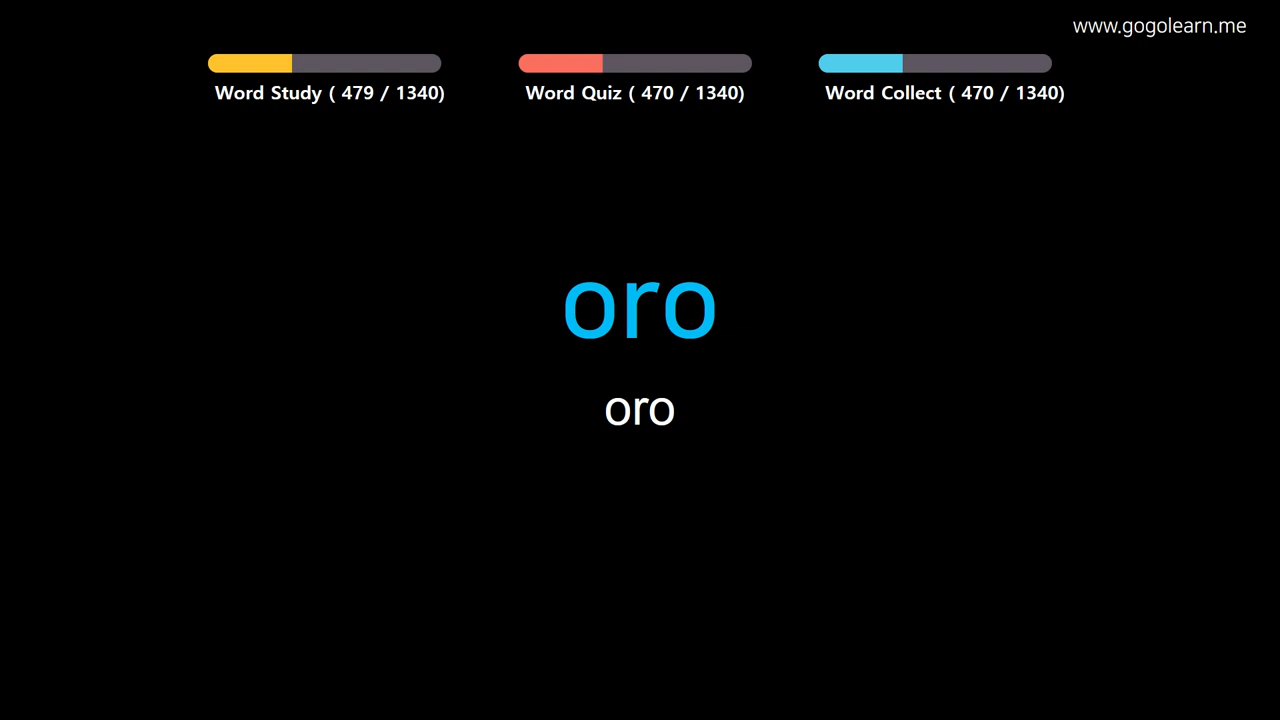 www.gogolearn.me
Word Study ( 479 / 1340)
Word Quiz ( 470 / 1340)
Word Collect ( 470 / 1340)
oro
oro